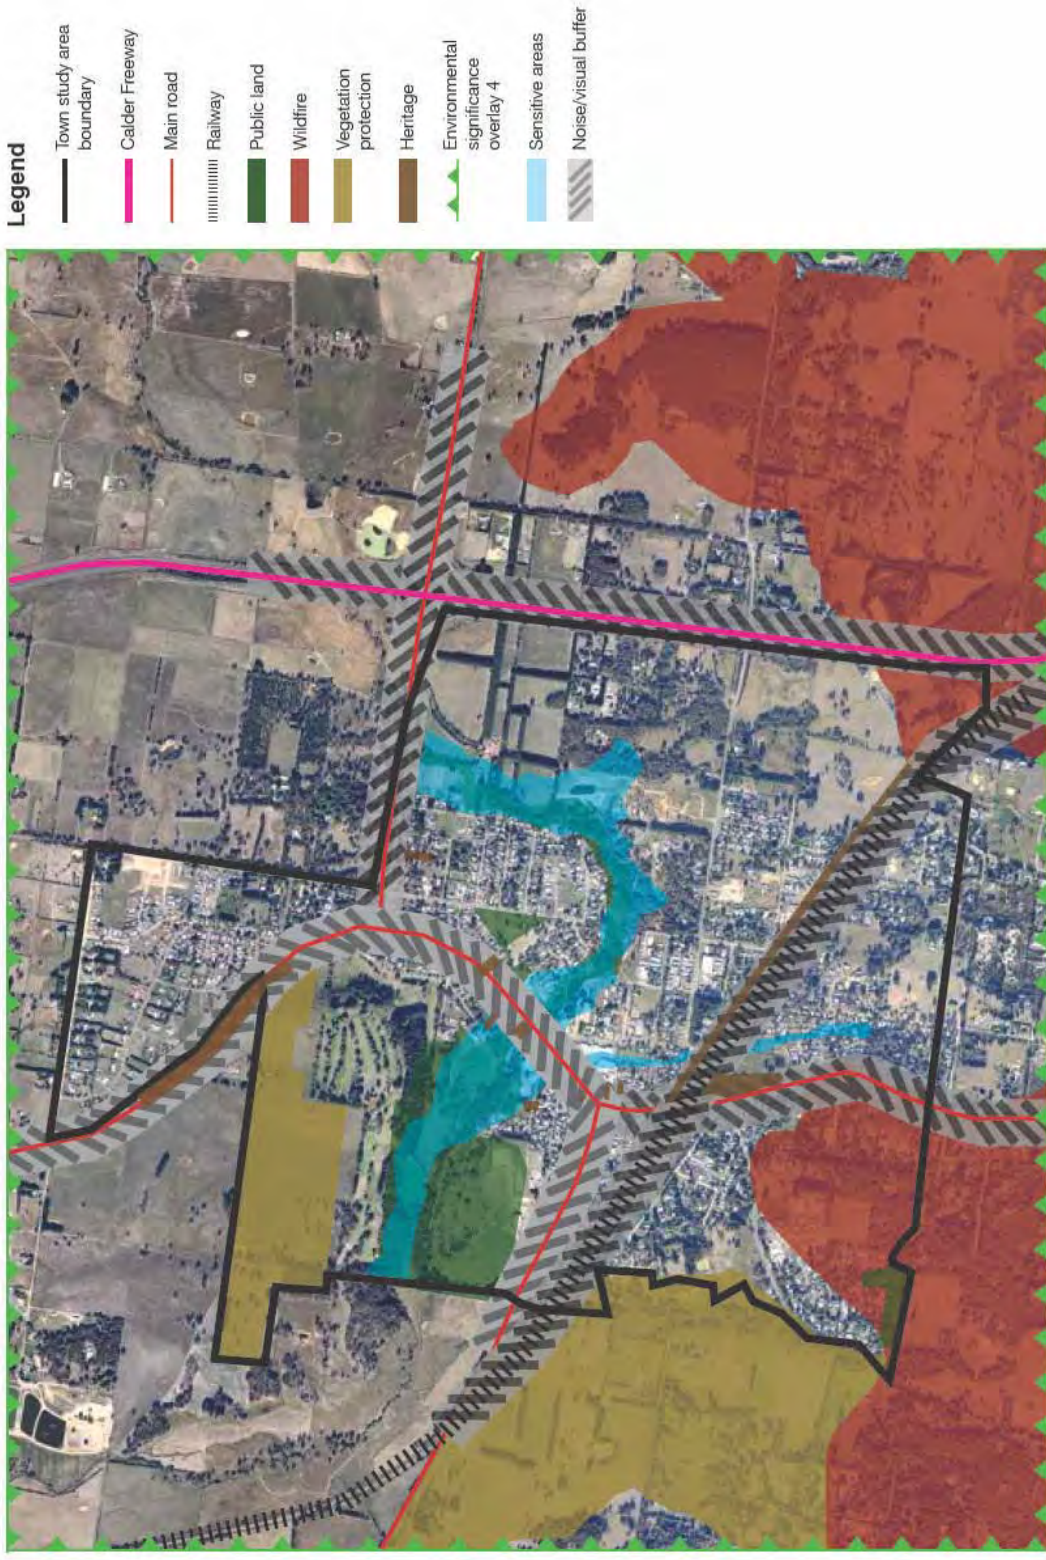 Legend
Town study area
boundary
Calder Freeway
Main road
Railway
Public land
Wildfire
Vegetation
protection
Heritage
Environmental
significance
overlay 4
Sensitive areas
Noise/visual buffer